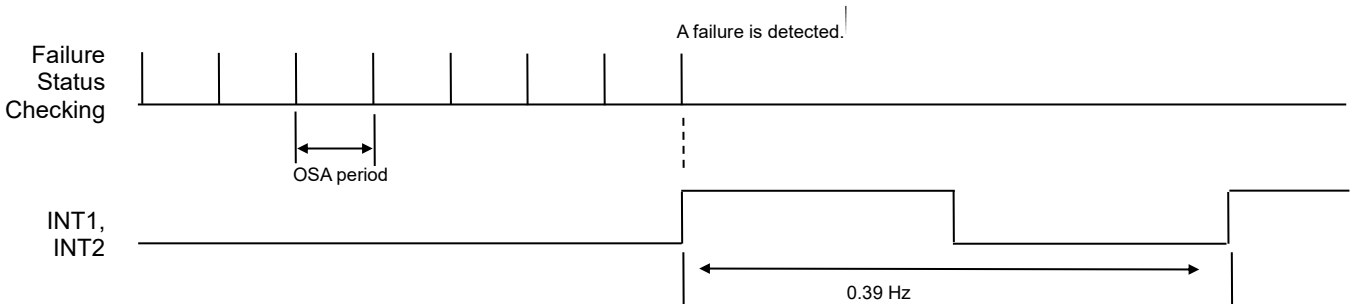 A failure is detected.
Failure
Status
Checking
OSA period
INT1,
INT2
0.39 Hz